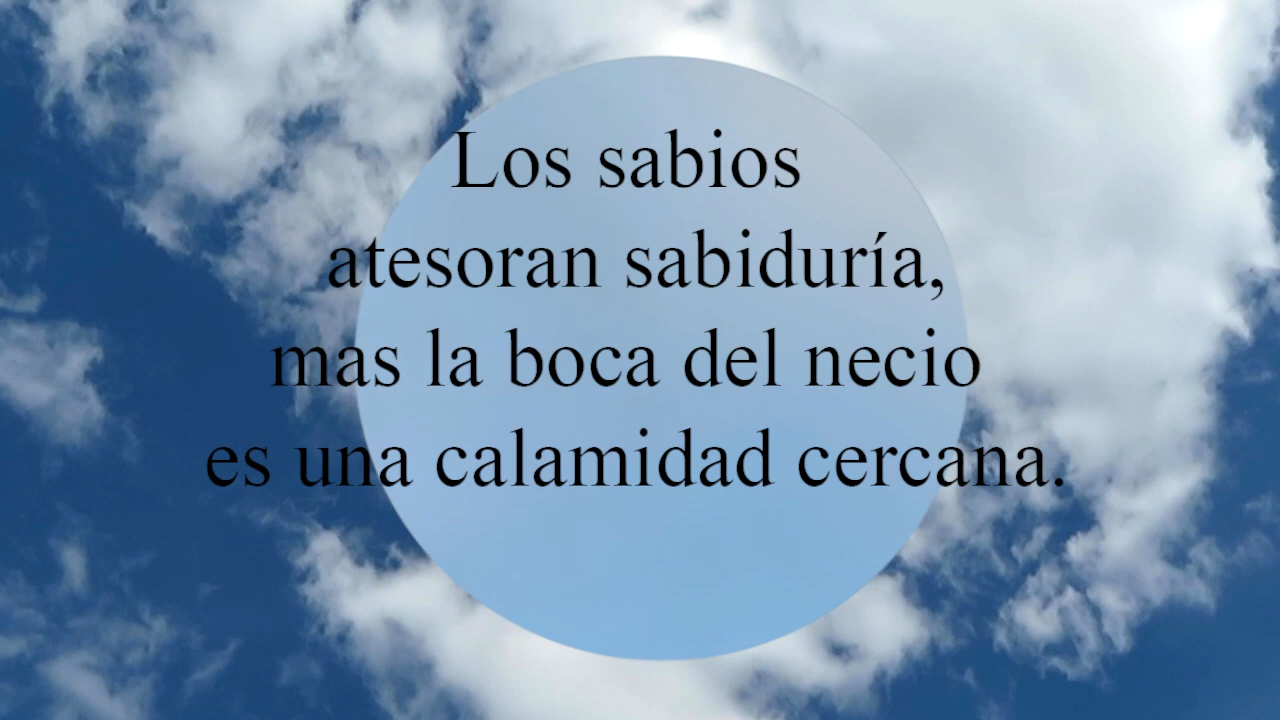 Los sabios
atesoran sabiduría,
mas la boca del necio
es una calamidad cercana.